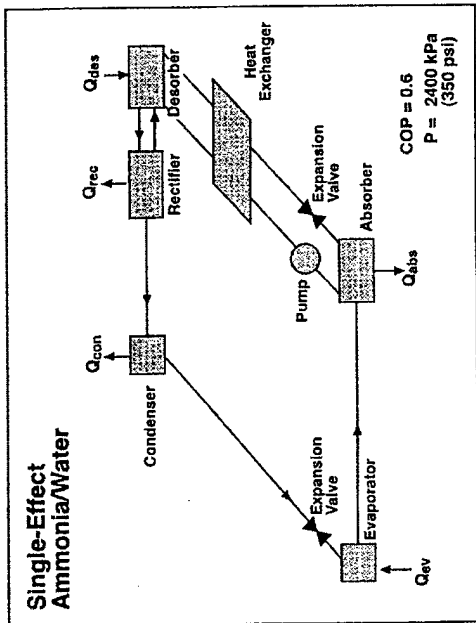 Single-Effect
Ammonia/Water
Qdes
Desorber
Qrec
Rectifier
Qcon
Condenser
Heat
Exchanger
Expansion
Valve
Pump
Absorber
Qabs
Expansion
Valve
Evaporator
Qev
COP = 0.6
P = 2400 kPa
(350 psi)